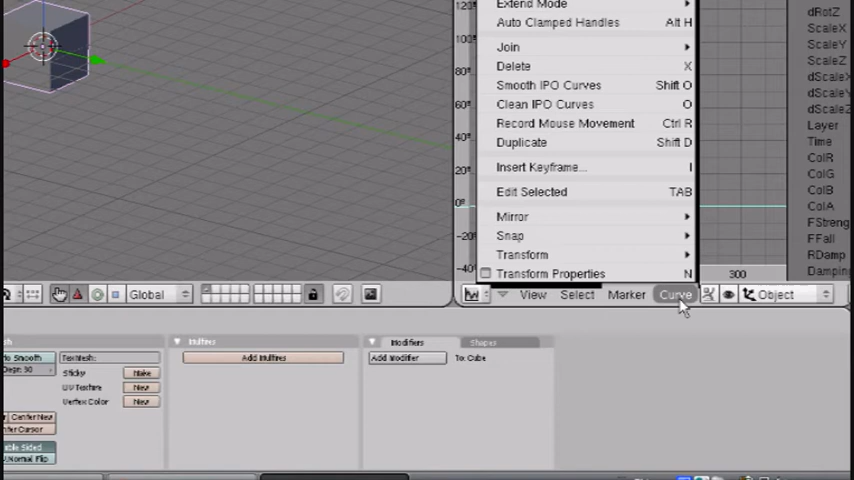 120°
Extend Mode
dRotZ
Auto Clamped Handles Alt H
ScaleX
100°
ScaleY
Join
ScaleZ
80°
Delete X
dScaleX
Smooth IPO Curves Shift O
dScaleY
60°
Clean IPO Curves O
dScaleZ
Record Mouse Movement Ctrl R
Layer
40°
Duplicate Shift D
Time
ColR
20°
Insert Keyframe... I
ColG
Edit Selected TAB
ColB
0°
ColA
Mirror
FStreng
-20°
Snap
FFall
Transform
RDamp
-40°
Transform Properties N
300
Damping
Global
View Select Marker Curve
Object
Multires
Modifiers Shapes
TexMesh:
Add Multires
Add Modifier To: Cube
Sticky Make
UV Texture New
Vertex Color New
Center New